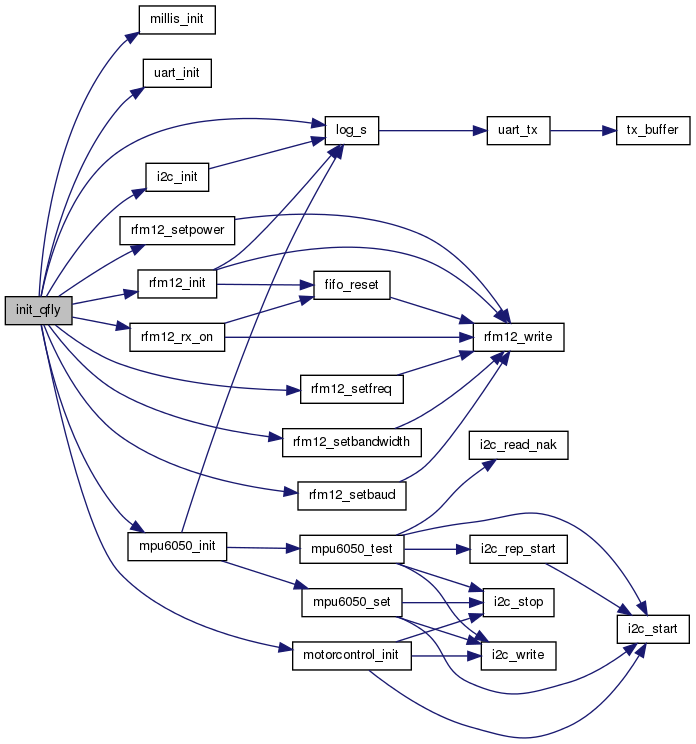 millis_init
uart_init
log_s
uart_tx
tx_buffer
i2c_init
rfm12_setpower
rfm12_init
fifo_reset
init_qfly
rfm12_rx_on
rfm12_write
rfm12_setfreq
rfm12_setbandwidth
i2c_read_nak
rfm12_setbaud
mpu6050_init
mpu6050_test
i2c_rep_start
mpu6050_set
i2c_stop
i2c_start
motorcontrol_init
i2c_write